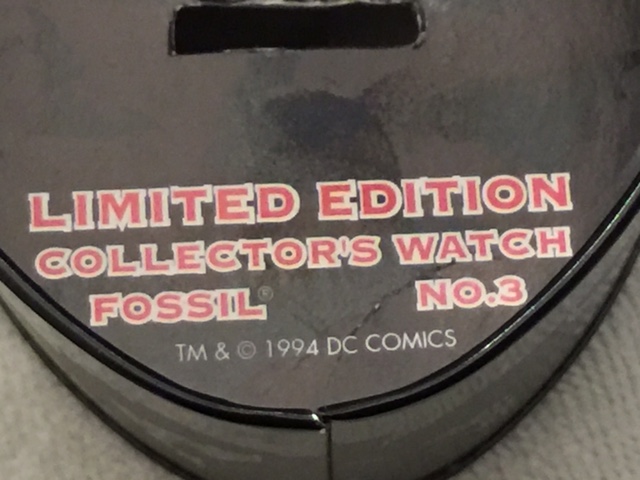 LIMITED EDITION
COLLECTOR'S WATCH
FOSSIL® NO.3
TM & © 1994 DC COMICS